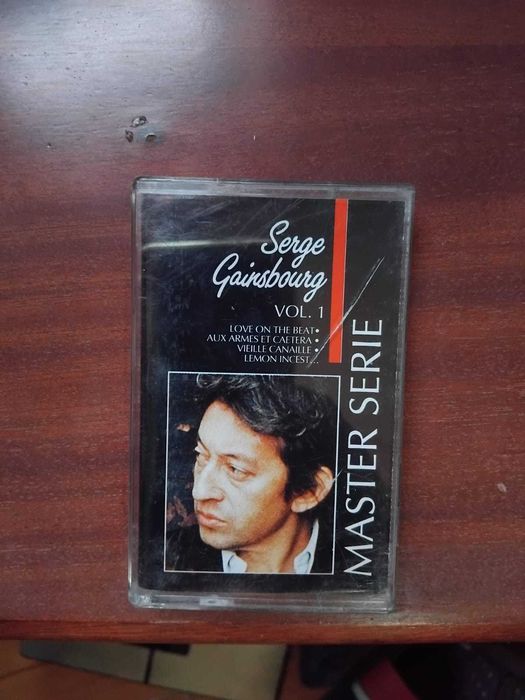 Serge
Gainsbourg
VOL. 1
LOVE ON THE BEAT•
AUX ARMES ET CAETERA •
VIEILLE CANAILLE •
LEMON INCEST...
MASTER SERIE